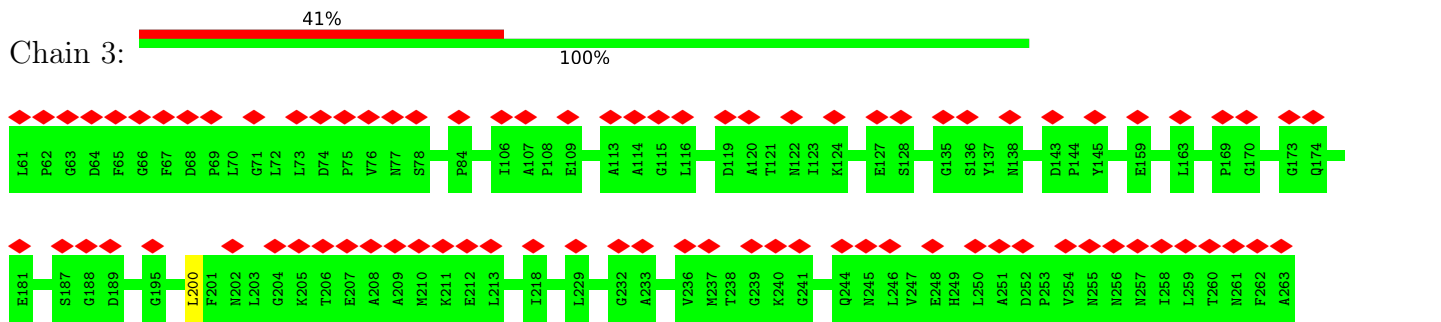 41%
Chain 3:
100%
L61 P62 G63 D64 F65 G66 F67 D68 P69 L70 G71 L72 L73 D74 P75 V76 N77 S78 P84 I106 A107 P108 E109 A113 A114 G115 L116 D119 A120 T121 N122 I123 K124 E127 S128 G135 S136 Y137 N138 D143 P144 Y145 E159 L163 P169 G170 G173 Q174
E181 S187 G188 D189 G195 L200 F201 N202 L203 G204 K205 T206 E207 A208 A209 M210 K211 E212 L213 I218 L229 G232 A233 V236 M237 T238 G239 K240 G241 Q244 N245 L246 V247 E248 H249 L250 A251 D252 P253 V254 N255 N256 N257 I258 L259 T260 N261 F262 A263